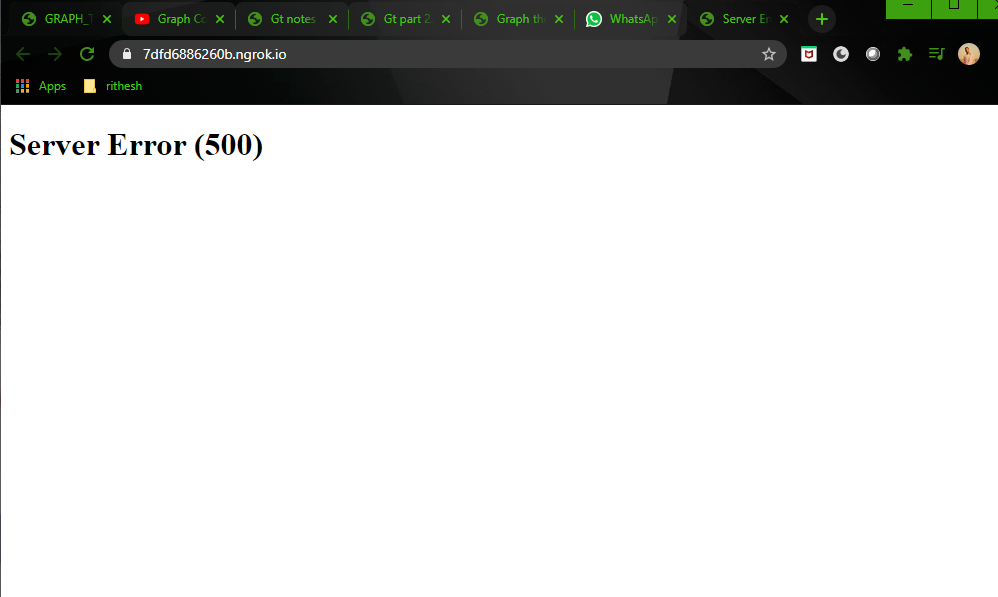 GRAPH_T
Graph Co
Gt notes
Gt part 2
Graph the
WhatsAp
Server Er
7dfd6886260b.ngrok.io
Apps
rithesh
Server Error (500)